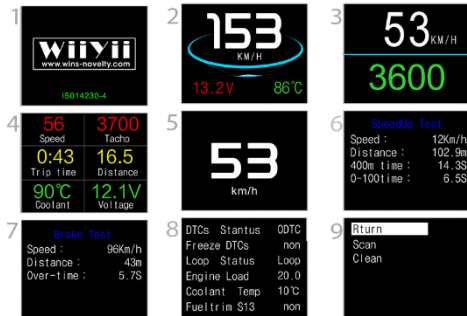 1
WiiYii
www.wins-novelty.com
ISO14230-4
2
153
KM/H
13.2V 86℃
3
53KM/H
3600
4
56 3700
Speed Tacho
0:43 16.5
Trip time Distance
90℃ 12.1V
Coolant Voltage
5
53
km/h
6
SpeedUp Test
Speed : 12Km/h
Distance : 102.9m
400m time : 14.3S
0-100time : 6.5S
7
Brake Test
Speed : 96Km/h
Distance : 43m
Over-time : 5.7S
8
DTCs Stantus 0DTC
Freeze DTCs non
Loop Status Loop
Engine Load 20.0
Coolant Temp 10℃
Fueltrim S13 non
9
Rturn
Scan
Clean